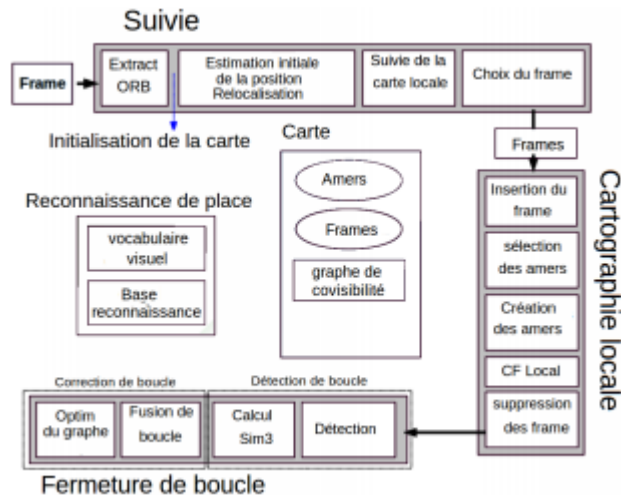 Suivie
Frame
Extract
ORB
Estimation initiale
de la position
Relocalisation
Suivie de la
carte locale
Choix du frame
Initialisation de la carte
Carte
Frames
Amers
Frames
graphe de
covisibilité
Reconnaissance de place
vocabulaire
visuel
Base
reconnaissance
Cartographie locale
Insertion du
frame
sélection
des amers
Création
des amers
CF Local
suppression
des frame
Correction de boucle
Détection de boucle
Optim
du graphe
Fusion de
boucle
Calcul
Sim3
Détection
Fermeture de boucle